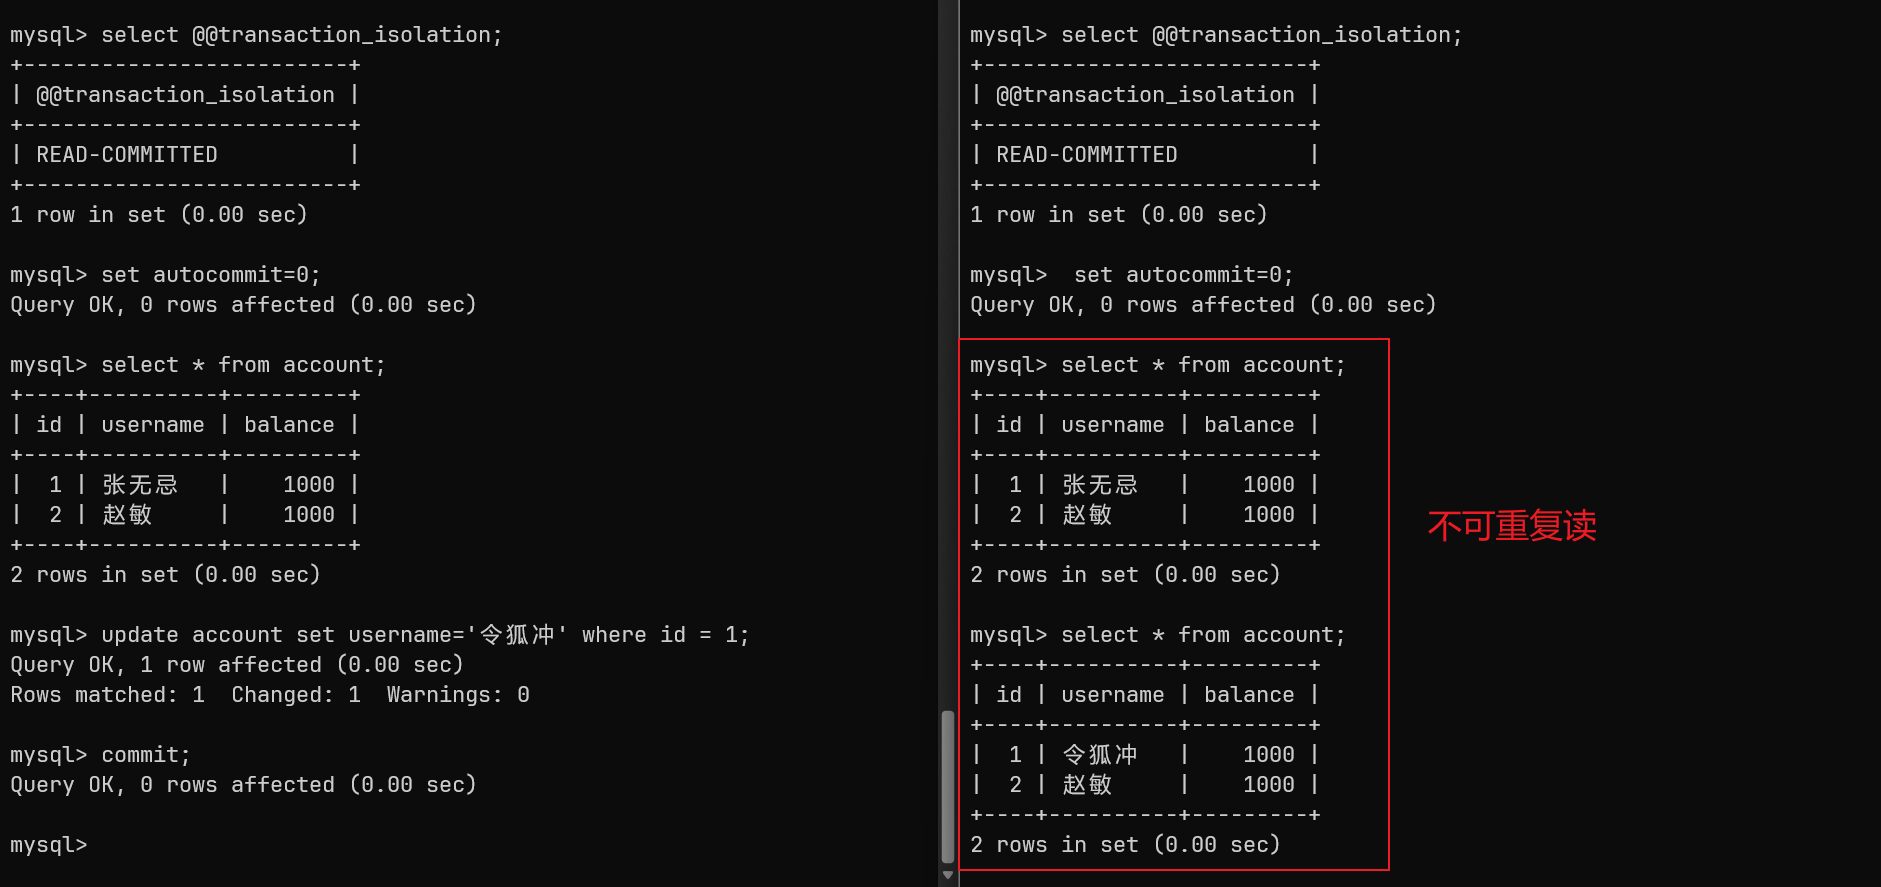 mysql> select @@transaction_isolation;
+-------------------------+
| @@transaction_isolation |
+-------------------------+
| READ-COMMITTED          |
+-------------------------+
1 row in set (0.00 sec)
mysql> set autocommit=0;
Query OK, 0 rows affected (0.00 sec)
mysql> select * from account;
+----+----------+---------+
| id | username | balance |
+----+----------+---------+
|  1 | 张无忌   |    1000 |
|  2 | 赵敏     |    1000 |
+----+----------+---------+
2 rows in set (0.00 sec)
mysql> update account set username='令狐冲' where id = 1;
Query OK, 1 row affected (0.00 sec)
Rows matched: 1  Changed: 1  Warnings: 0
mysql> commit;
Query OK, 0 rows affected (0.00 sec)
mysql>
mysql> select @@transaction_isolation;
+-------------------------+
| @@transaction_isolation |
+-------------------------+
| READ-COMMITTED          |
+-------------------------+
1 row in set (0.00 sec)
mysql>  set autocommit=0;
Query OK, 0 rows affected (0.00 sec)
mysql> select * from account;
+----+----------+---------+
| id | username | balance |
+----+----------+---------+
|  1 | 张无忌   |    1000 |
|  2 | 赵敏     |    1000 |
+----+----------+---------+
2 rows in set (0.00 sec)
mysql> select * from account;
+----+----------+---------+
| id | username | balance |
+----+----------+---------+
|  1 | 令狐冲   |    1000 |
|  2 | 赵敏     |    1000 |
+----+----------+---------+
2 rows in set (0.00 sec)
不可重复读